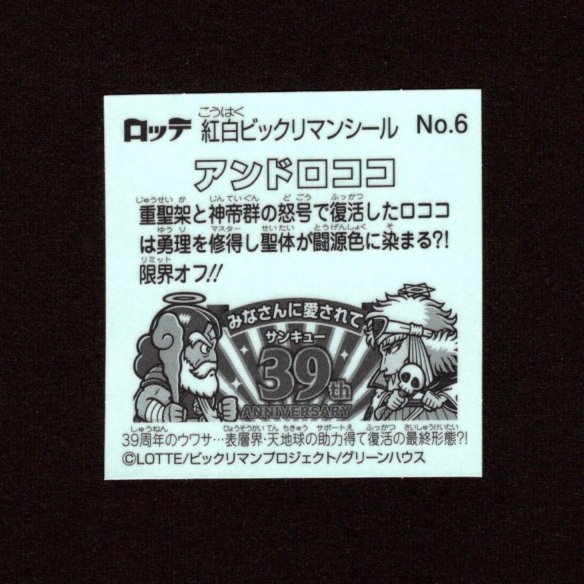 こうはく
ロッテ 紅白ビックリマンシール No.6
アンドロココ
じゅうせいか じんていぐん どごう ふっかつ
重聖架と神帝群の怒号で復活したロココ
ゆうり マスター せいたい とうげんしょく そ
は勇理を修得し聖体が闘源色に染まる?!
リミット
限界オフ!!
みなさんに愛されて
サンキュー
39th
ANNIVERSARY
しゅうねん ひょうそうかい てんちきゅう サポートえ ふっかつ さいしゅうけいたい
39周年のウワサ…表層界・天地球の助力得て復活の最終形態?!
©LOTTE/ビックリマンプロジェクト/グリーンハウス